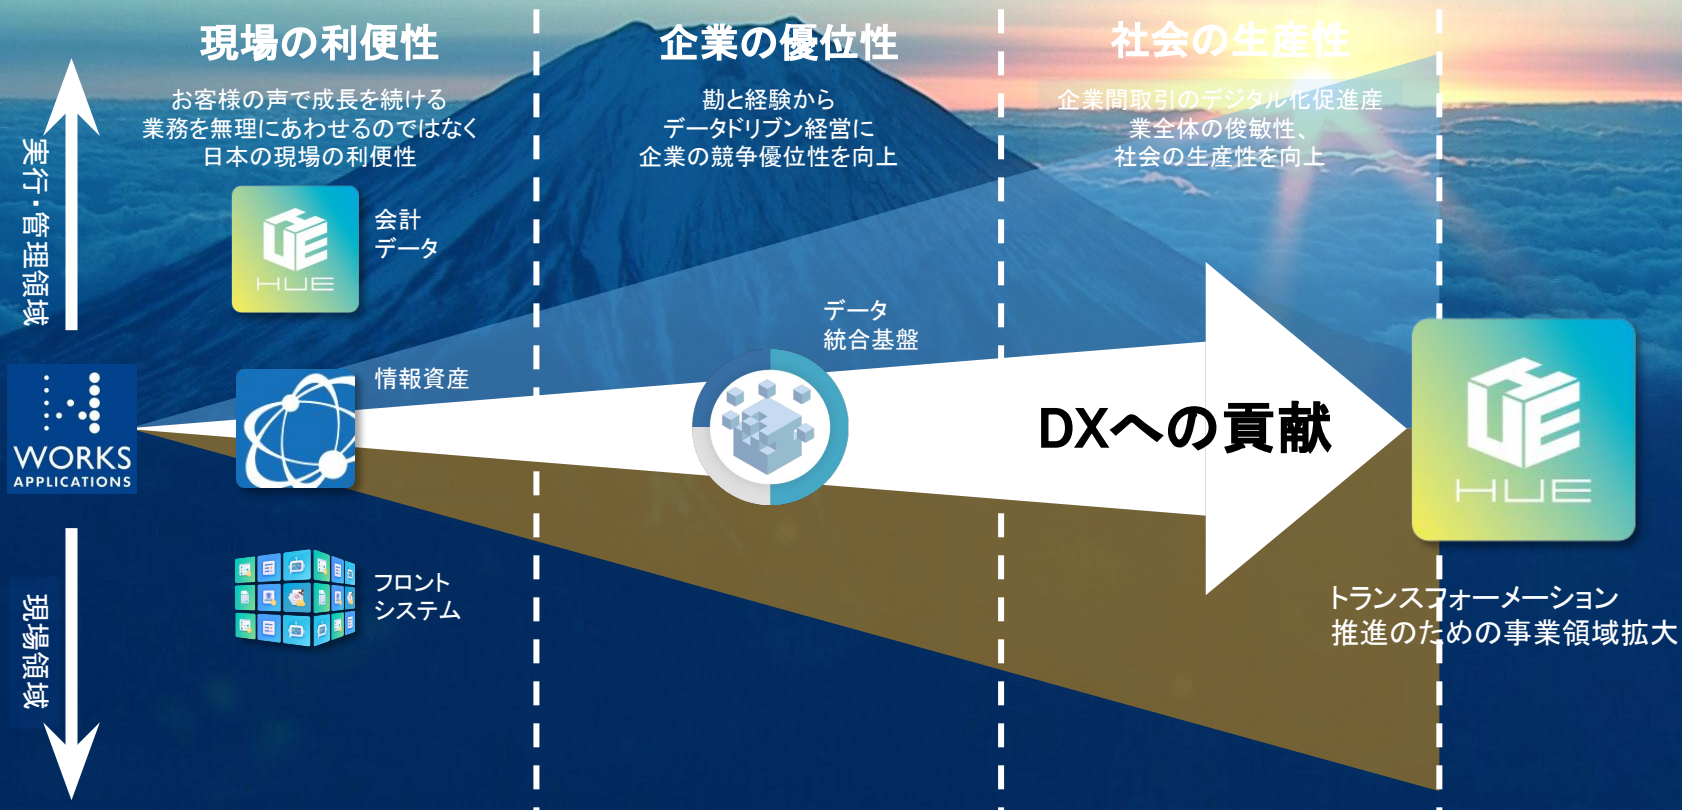 現場の利便性
お客様の声で成長を続ける
業務を無理にあわせるのではなく
日本の現場の利便性
企業の優位性
勘と経験から
データドリブン経営に
企業の競争優位性を向上
社会の生産性
企業間取引のデジタル化促進産
業全体の俊敏性、
社会の生産性を向上
実行・管理領域
HUE
会計
データ
データ
統合基盤
情報資産
WORKS
APPLICATIONS
DXへの貢献
HUE
フロント
システム
現場領域
トランスフォーメーション
推進のための事業領域拡大